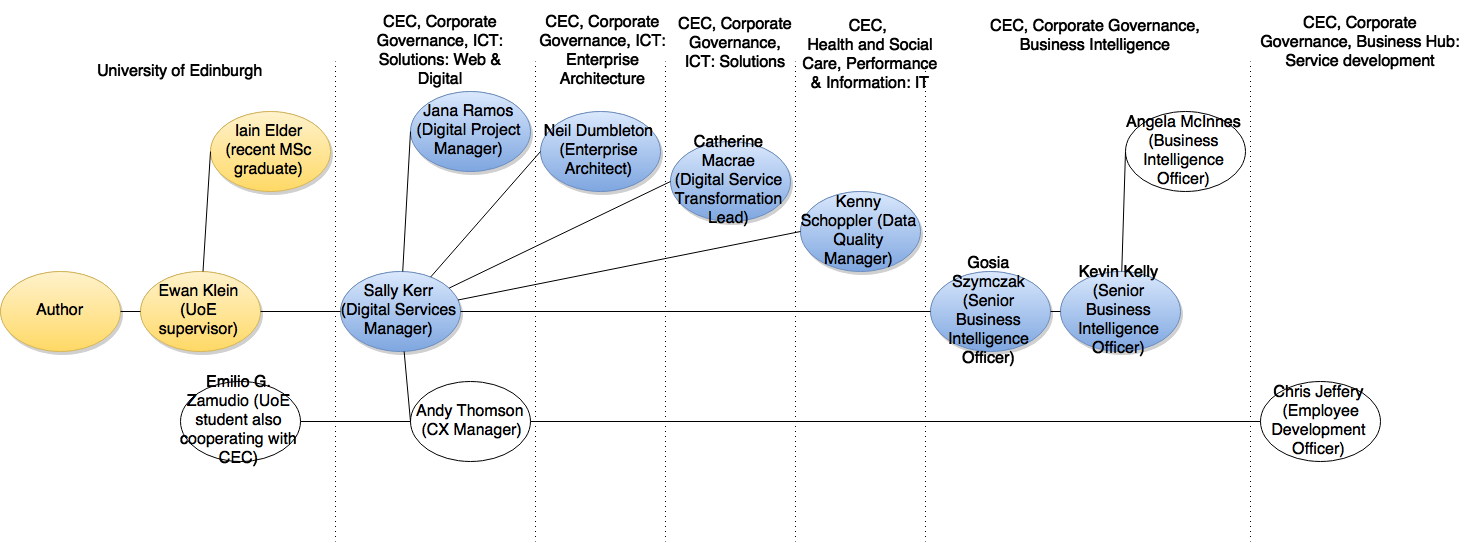 University of Edinburgh
CEC, Corporate
Governance, ICT:
Solutions: Web &
Digital
CEC, Corporate
Governance, ICT:
Enterprise
Architecture
CEC, Corporate
Governance,
ICT: Solutions
CEC,
Health and Social
Care, Performance
& Information: IT
CEC, Corporate Governance,
Business Intelligence
CEC, Corporate
Governance, Business Hub:
Service development
Iain Elder
(recent MSc
graduate)
Jana Ramos
(Digital Project
Manager)
Neil Dumbleton
(Enterprise
Architect)
Catherine
Macrae
(Digital Service
Transformation
Lead)
Kenny
Schoppler (Data
Quality
Manager)
Angela McInnes
(Business
Intelligence
Officer)
Author
Ewan Klein
(UoE
supervisor)
Sally Kerr
(Digital Services
Manager)
Gosia
Szymczak
(Senior
Business
Intelligence
Officer)
Kevin Kelly
(Senior
Business
Intelligence
Officer)
Emilio G.
Zamudio (UoE
student also
cooperating with
CEC)
Andy Thomson
(CX Manager)
Chris Jeffery
(Employee
Development
Officer)